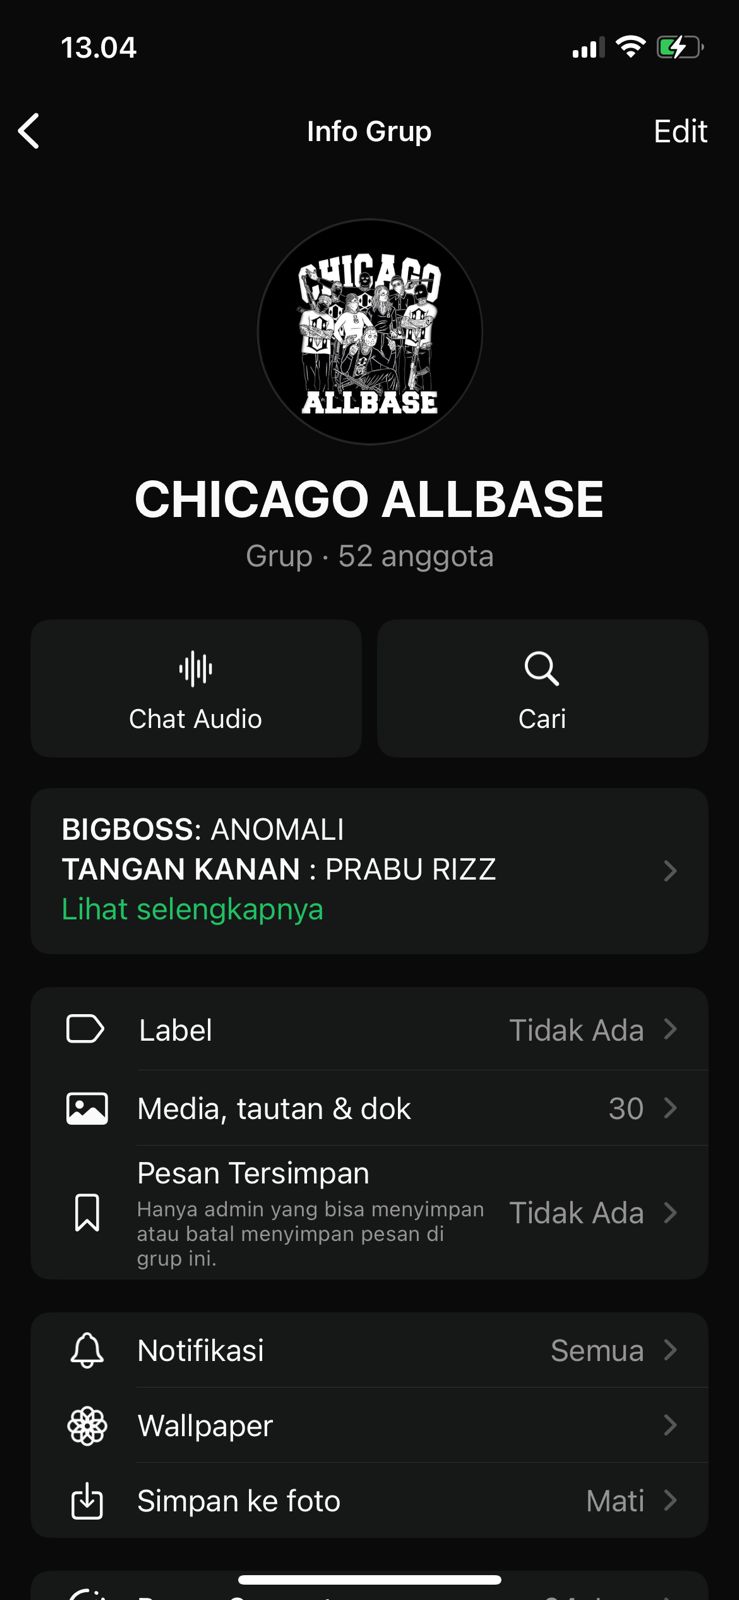 13.04
Info Grup
Edit
CHICAGO
ALLBASE
CHICAGO ALLBASE
Grup · 52 anggota
Chat Audio
Cari
BIGBOSS: ANOMALI
TANGAN KANAN : PRABU RIZZ
Lihat selengkapnya
Label
Tidak Ada
Media, tautan & dok
30
Pesan Tersimpan
Hanya admin yang bisa menyimpan
atau batal menyimpan pesan di
grup ini.
Tidak Ada
Notifikasi
Semua
Wallpaper
Simpan ke foto
Mati